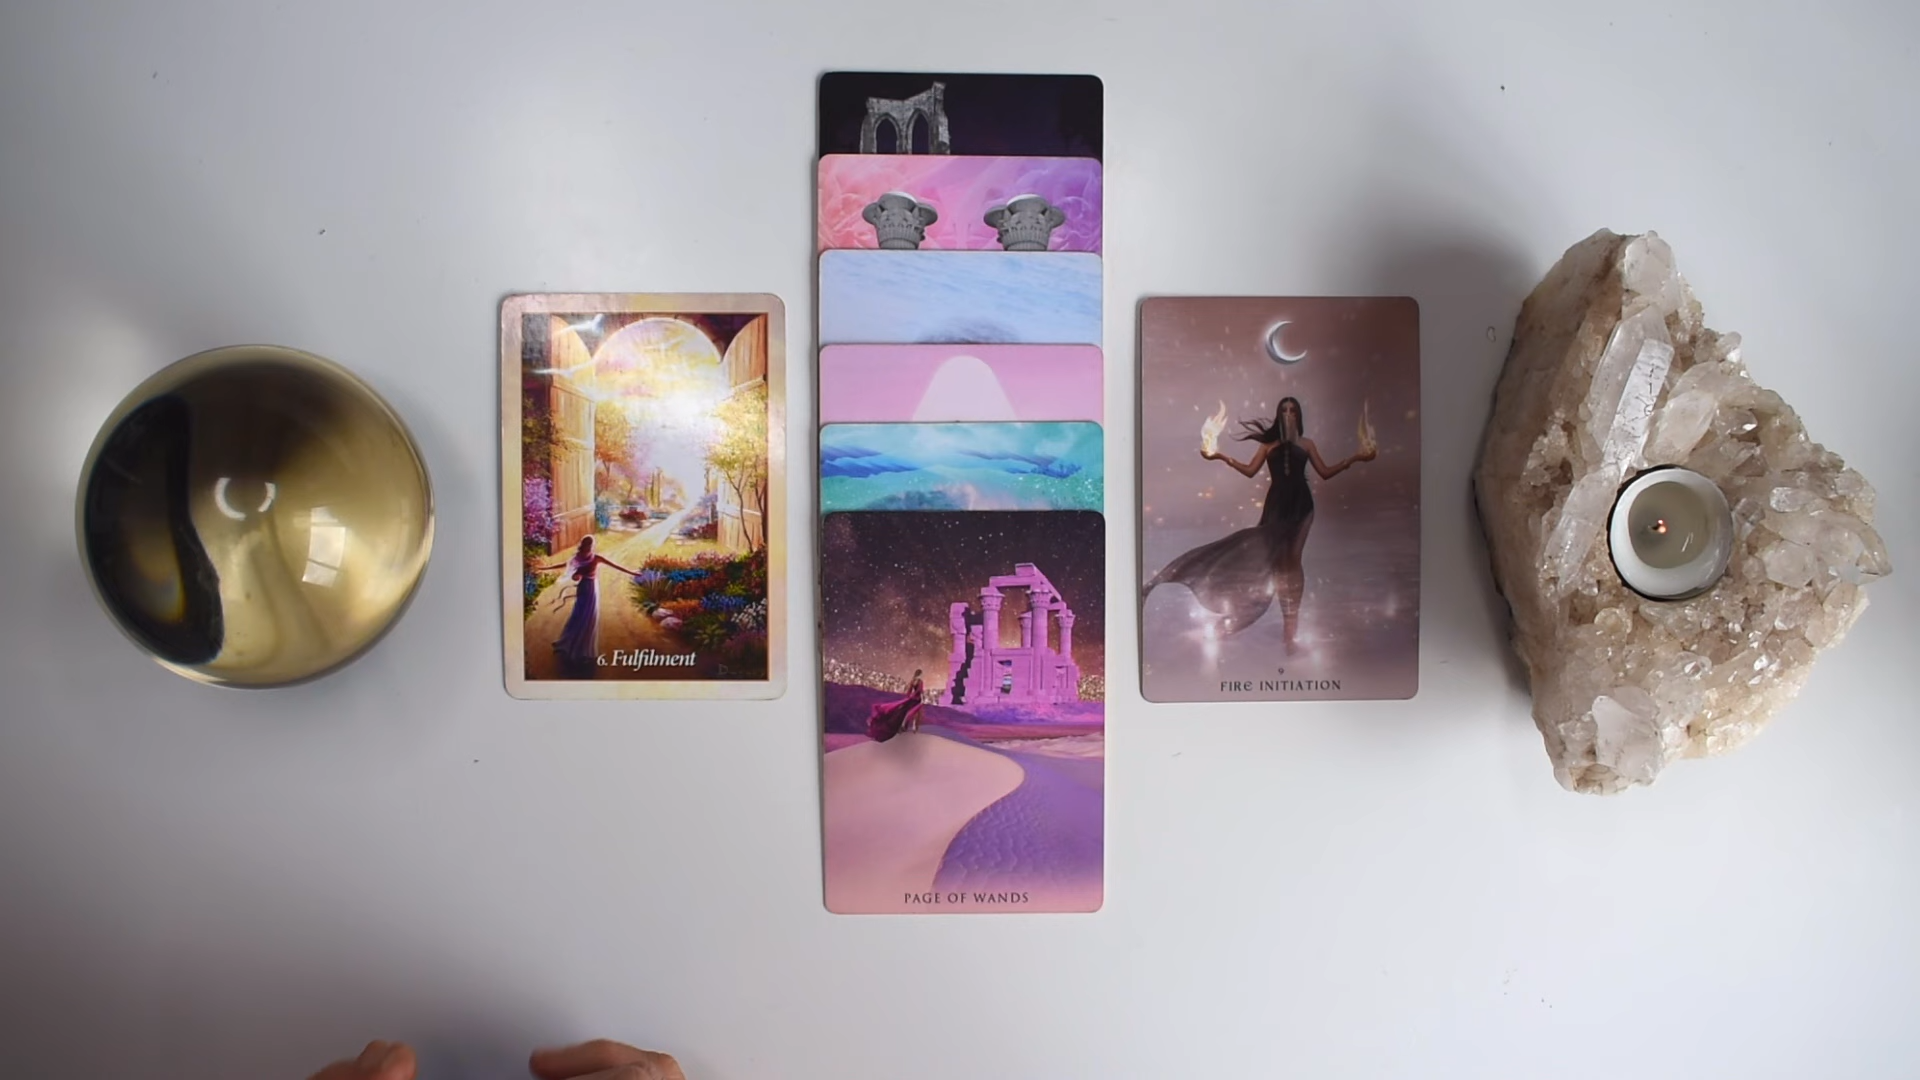 6. Fulfilment
PAGE OF WANDS
9
FIRE INITIATION